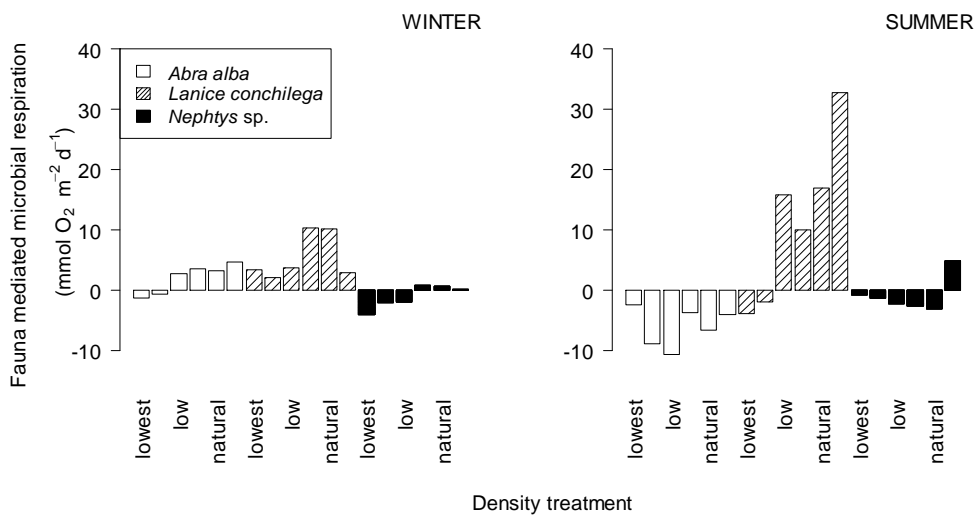 WINTER
SUMMER
Fauna mediated microbial respiration
(mmol O₂ m⁻² d⁻¹)
40
30
20
10
0
-10
Abra alba
Lanice conchilega
Nephtys sp.
40
30
20
10
0
-10
lowest
low
natural
lowest
low
natural
lowest
low
natural
lowest
low
natural
lowest
low
natural
lowest
low
natural
Density treatment